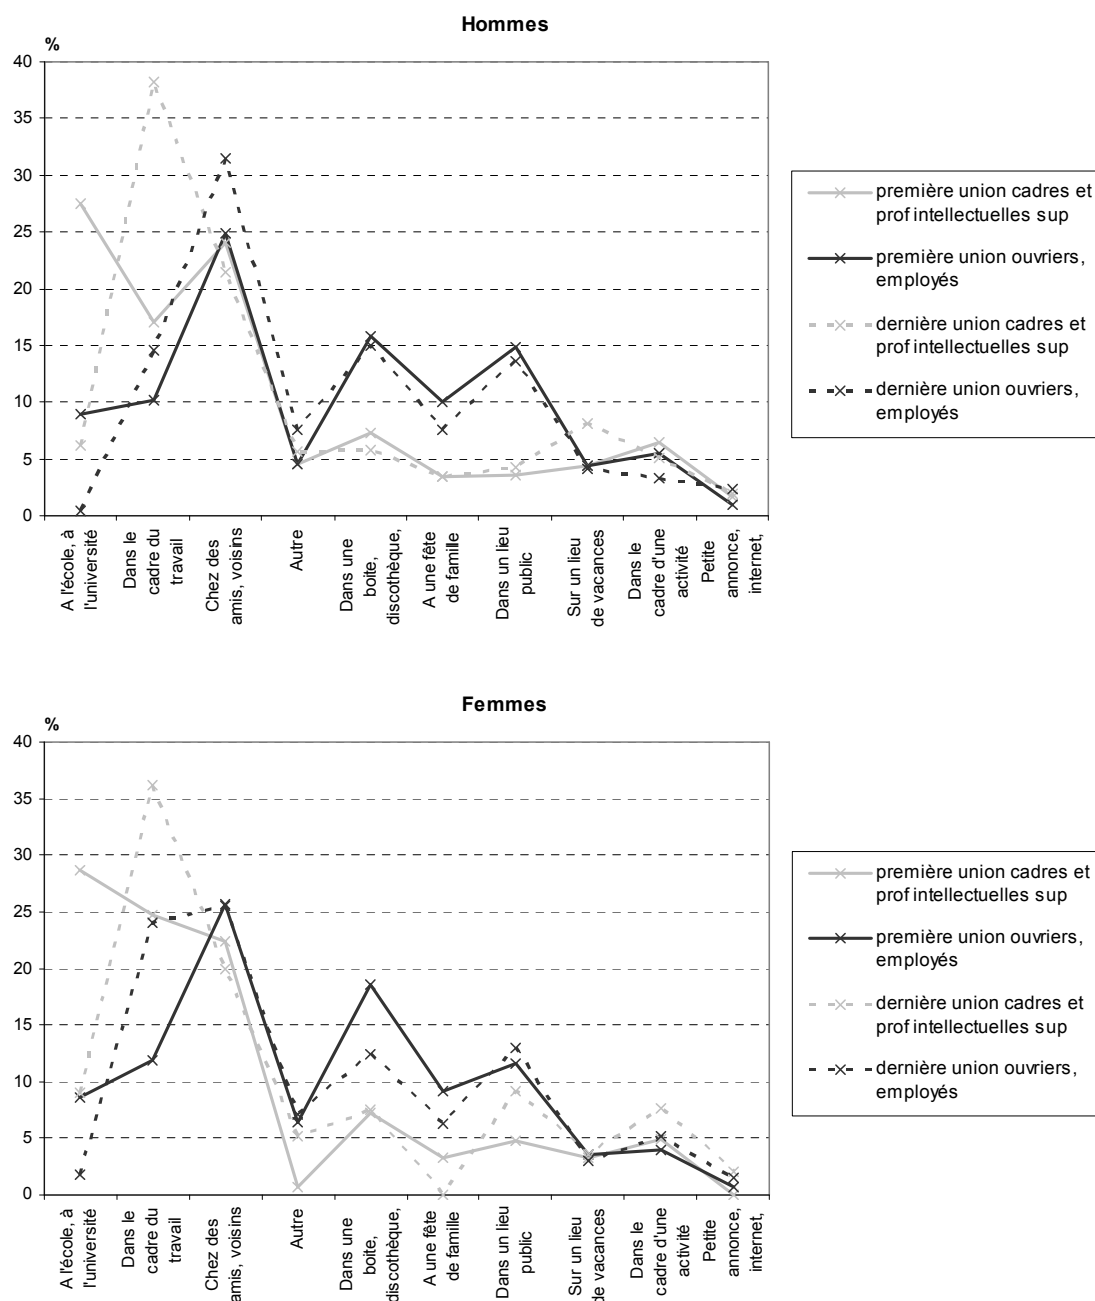 Hommes
%
40
35
30
25
20
15
10
5
0
A l'école, à
l'université
Dans le
cadre du
travail
Chez des
amis, voisins
Autre
Dans une
boite,
discothèque,
A une fête
de famille
Dans un lieu
public
Sur un lieu
de vacances
Dans le
cadre d'une
activité
Petite
annonce,
internet,
première union cadres et
prof intellectuelles sup
première union ouvriers,
employés
dernière union cadres et
prof intellectuelles sup
dernière union ouvriers,
employés
Femmes
%
40
35
30
25
20
15
10
5
0
A l'école, à
l'université
Dans le
cadre du
travail
Chez des
amis, voisins
Autre
Dans une
boite,
discothèque,
A une fête
de famille
Dans un lieu
public
Sur un lieu
de vacances
Dans le
cadre d'une
activité
Petite
annonce,
internet,
première union cadres et
prof intellectuelles sup
première union ouvriers,
employés
dernière union cadres et
prof intellectuelles sup
dernière union ouvriers,
employés